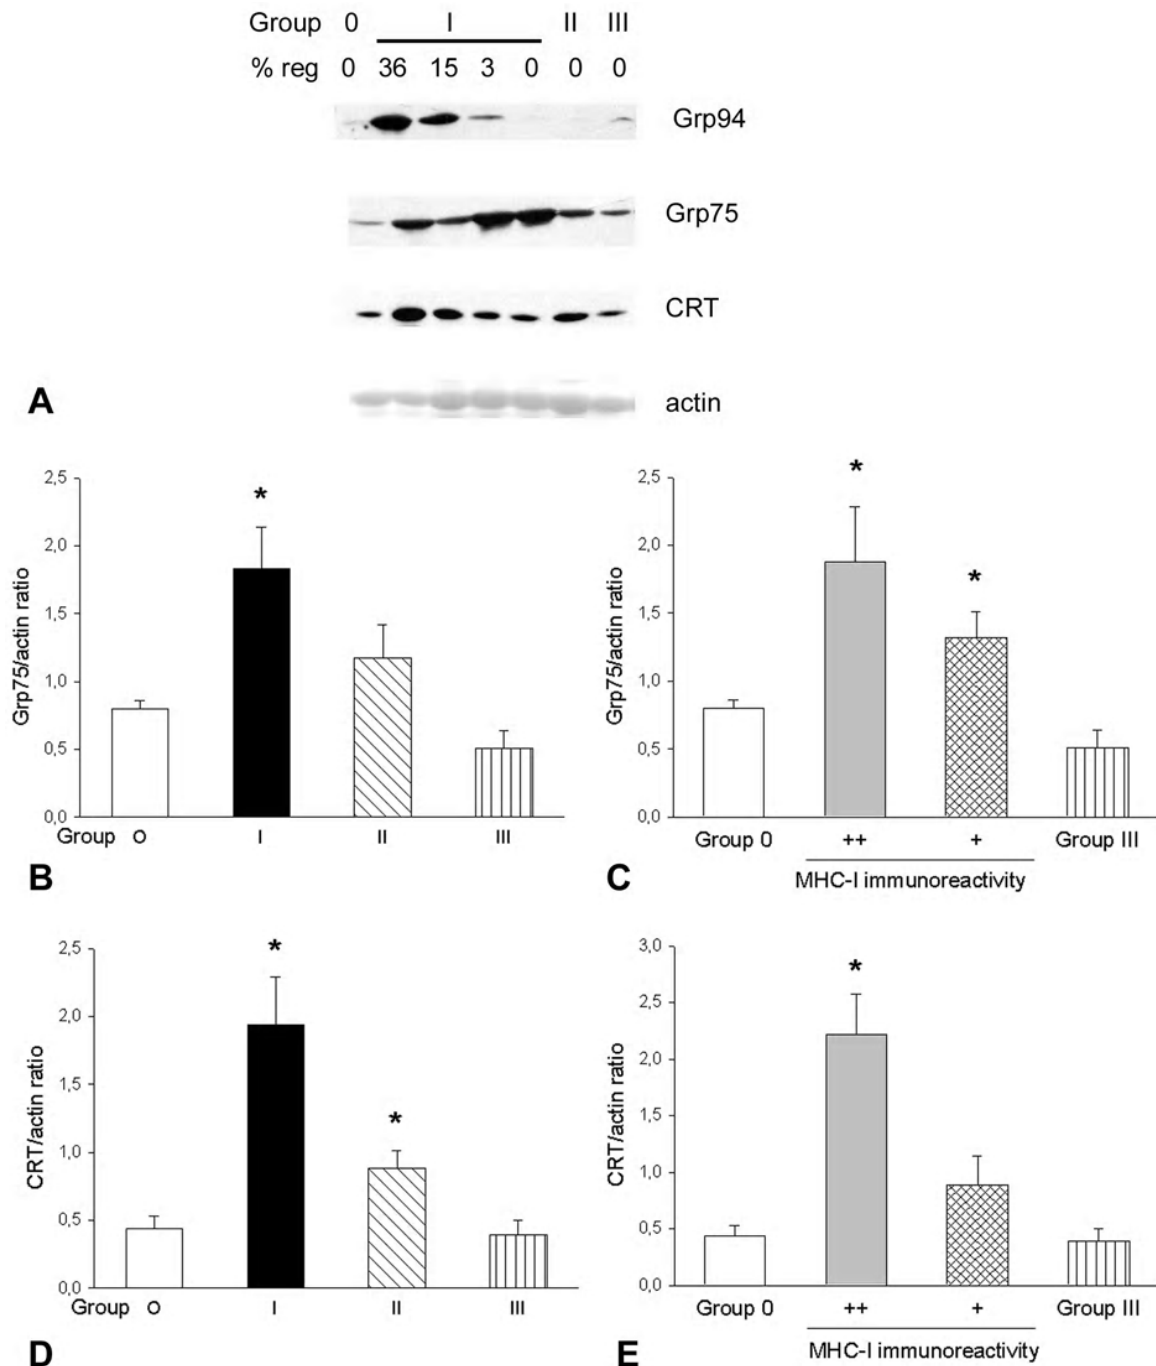 Group 0 I II III
% reg 0 36 15 3 0 0 0
Grp94
Grp75
CRT
actin
A
Grp75/actin ratio
2,5
*
2,0
1,5
1,0
0,5
0,0
Group O I II III
B
Grp75/actin ratio
*
2,5
2,0
*
1,5
1,0
0,5
0,0
Group 0 ++ + Group III
MHC-I immunoreactivity
C
CRT/actin ratio
2,5
*
2,0
1,5
*
1,0
0,5
0,0
Group O I II III
D
CRT/actin ratio
3,0
*
2,5
2,0
1,5
1,0
0,5
0,0
Group 0 ++ + Group III
MHC-I immunoreactivity
E